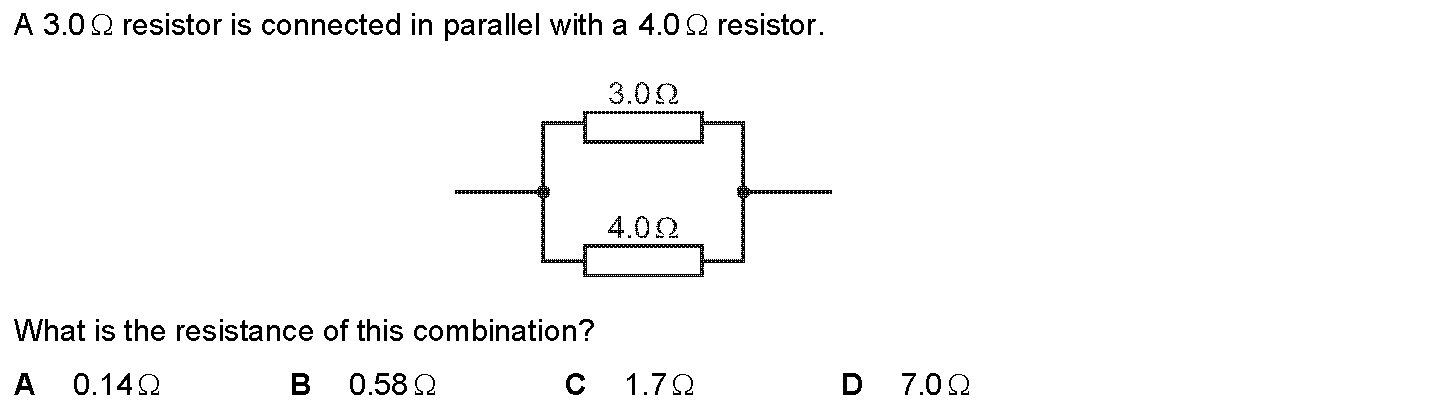 A 3.0 Ω resistor is connected in parallel with a 4.0 Ω resistor.
3.0 Ω
4.0 Ω
What is the resistance of this combination?
A 0.14 Ω B 0.58 Ω C 1.7 Ω D 7.0 Ω